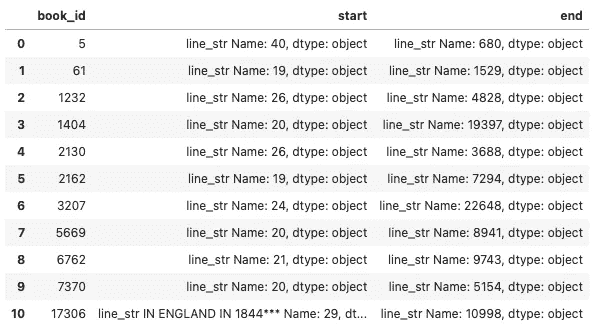 book_id start end
0 5 line_str Name: 40, dtype: object line_str Name: 680, dtype: object
1 61 line_str Name: 19, dtype: object line_str Name: 1529, dtype: object
2 1232 line_str Name: 26, dtype: object line_str Name: 4828, dtype: object
3 1404 line_str Name: 20, dtype: object line_str Name: 19397, dtype: object
4 2130 line_str Name: 26, dtype: object line_str Name: 3688, dtype: object
5 2162 line_str Name: 19, dtype: object line_str Name: 7294, dtype: object
6 3207 line_str Name: 24, dtype: object line_str Name: 22648, dtype: object
7 5669 line_str Name: 20, dtype: object line_str Name: 8941, dtype: object
8 6762 line_str Name: 21, dtype: object line_str Name: 9743, dtype: object
9 7370 line_str Name: 20, dtype: object line_str Name: 5154, dtype: object
10 17306 line_str IN ENGLAND IN 1844*** Name: 29, dt... line_str Name: 10998, dtype: object